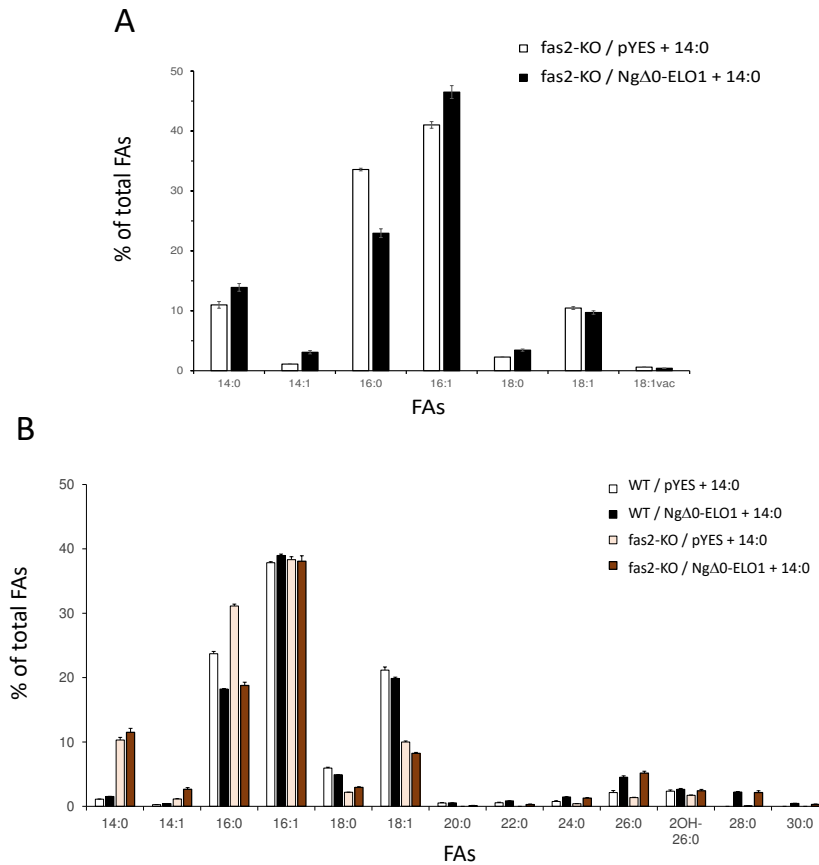 A
fas2-KO / pYES + 14:0
fas2-KO / NgΔ0-ELO1 + 14:0
% of total FAs
50
40
30
20
10
0
14:0 14:1 16:0 16:1 18:0 18:1 18:1vac
FAs
B
WT / pYES + 14:0
WT / NgΔ0-ELO1 + 14:0
fas2-KO / pYES + 14:0
fas2-KO / NgΔ0-ELO1 + 14:0
% of total FAs
50
40
30
20
10
0
14:0 14:1 16:0 16:1 18:0 18:1 20:0 22:0 24:0 26:0 2OH- 28:0 30:0
26:0
FAs